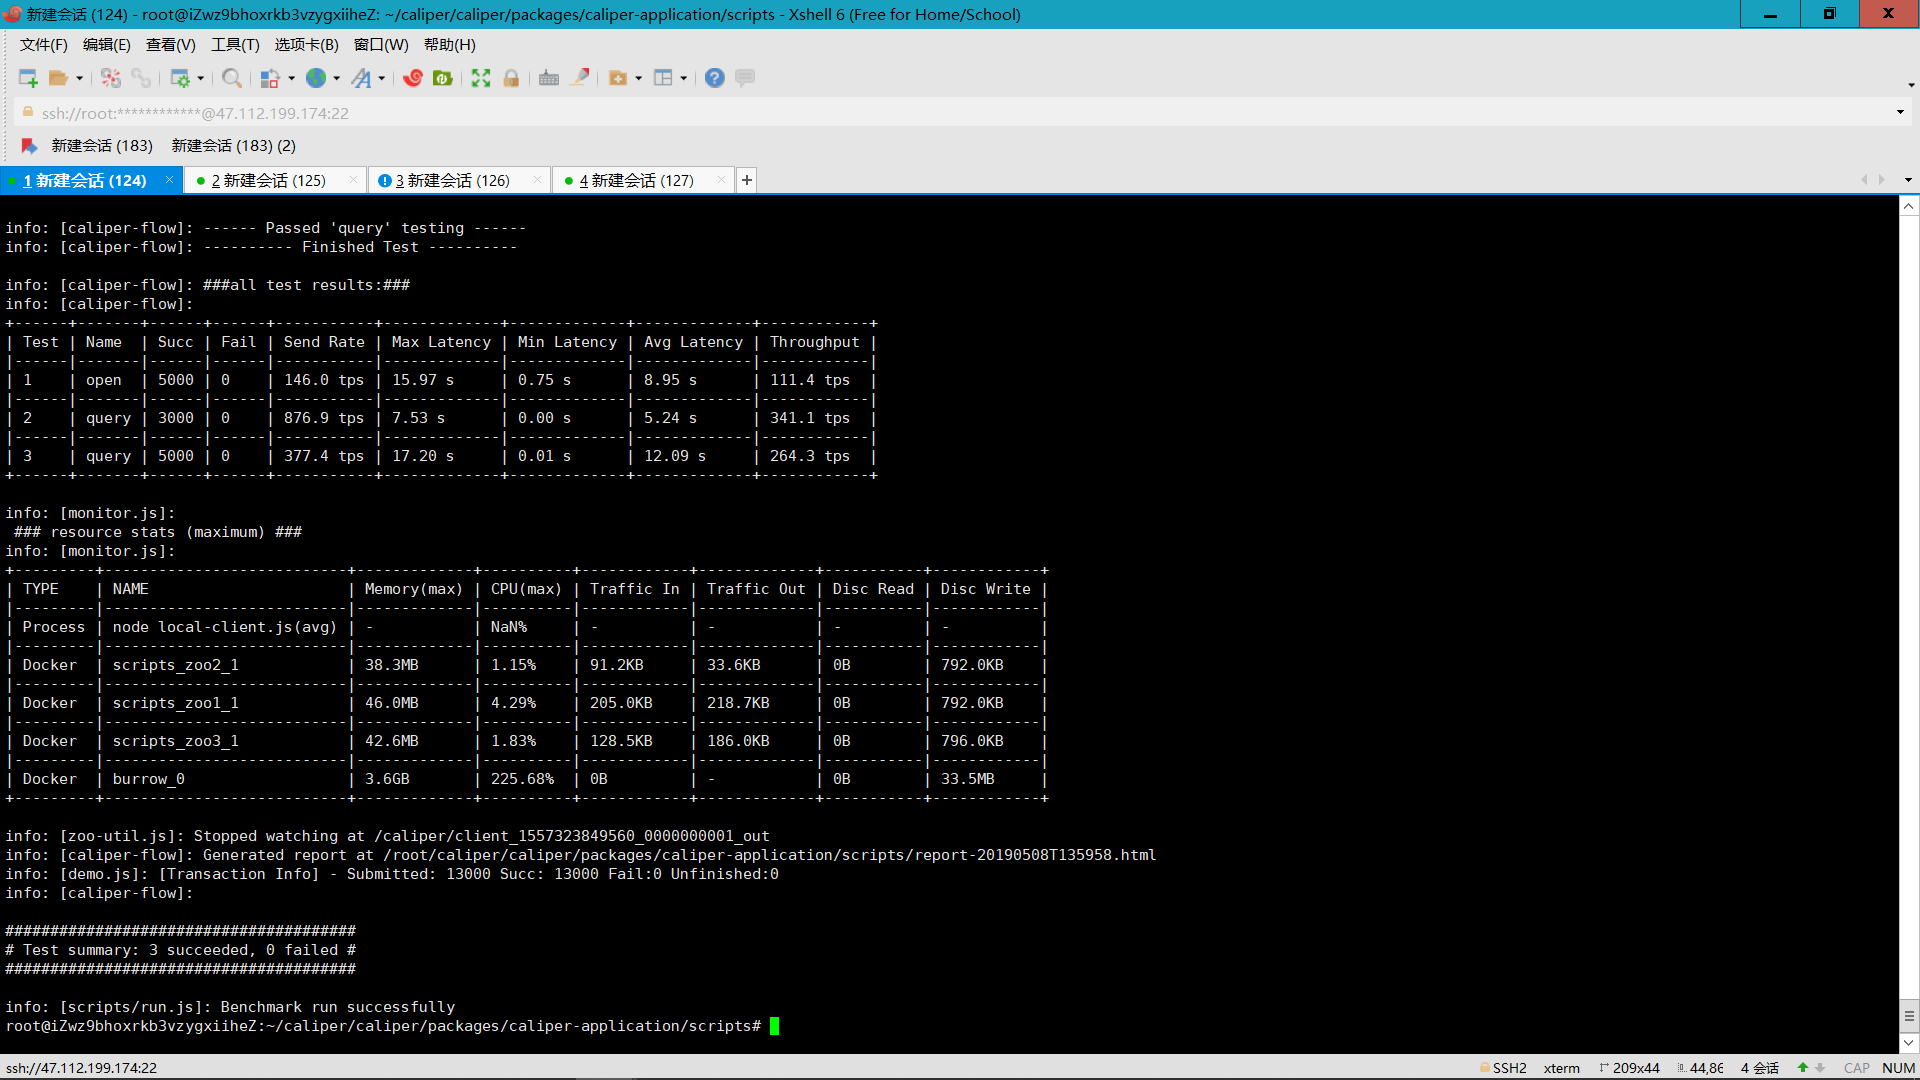 新建会话 (124) - root@iZwz9bhoxrkb3vzygxiiheZ: ~/caliper/caliper/packages/caliper-application/scripts - Xshell 6 (Free for Home/School)
文件(F) 编辑(E) 查看(V) 工具(T) 选项卡(B) 窗口(W) 帮助(H)
ssh://root:************@47.112.199.174:22
新建会话 (183) 新建会话 (183) (2)
1 新建会话 (124) × 2 新建会话 (125) × 3 新建会话 (126) × 4 新建会话 (127) × +
info: [caliper-flow]: ------ Passed 'query' testing ------
info: [caliper-flow]: ---------- Finished Test ----------
info: [caliper-flow]: ###all test results:###
info: [caliper-flow]:
+------+-------+------+------+-----------+-------------+-------------+-------------+------------+
| Test | Name  | Succ | Fail | Send Rate | Max Latency | Min Latency | Avg Latency | Throughput |
|------|-------|------|------|-----------|-------------|-------------|-------------|------------|
| 1    | open  | 5000 | 0    | 146.0 tps | 15.97 s     | 0.75 s      | 8.95 s      | 111.4 tps  |
|------|-------|------|------|-----------|-------------|-------------|-------------|------------|
| 2    | query | 3000 | 0    | 876.9 tps | 7.53 s      | 0.00 s      | 5.24 s      | 341.1 tps  |
|------|-------|------|------|-----------|-------------|-------------|-------------|------------|
| 3    | query | 5000 | 0    | 377.4 tps | 17.20 s     | 0.01 s      | 12.09 s     | 264.3 tps  |
+------+-------+------+------+-----------+-------------+-------------+-------------+------------+
info: [monitor.js]:
### resource stats (maximum) ###
info: [monitor.js]:
+---------+---------------------------+-------------+----------+------------+-------------+-----------+------------+
| TYPE    | NAME                      | Memory(max) | CPU(max) | Traffic In | Traffic Out | Disc Read | Disc Write |
|---------|---------------------------|-------------|----------|------------|-------------|-----------|------------|
| Process | node local-client.js(avg) | -           | NaN%     | -          | -           | -         | -          |
|---------|---------------------------|-------------|----------|------------|-------------|-----------|------------|
| Docker  | scripts_zoo2_1            | 38.3MB      | 1.15%    | 91.2KB     | 33.6KB      | 0B        | 792.0KB    |
|---------|---------------------------|-------------|----------|------------|-------------|-----------|------------|
| Docker  | scripts_zoo1_1            | 46.0MB      | 4.29%    | 205.0KB    | 218.7KB     | 0B        | 792.0KB    |
|---------|---------------------------|-------------|----------|------------|-------------|-----------|------------|
| Docker  | scripts_zoo3_1            | 42.6MB      | 1.83%    | 128.5KB    | 186.0KB     | 0B        | 796.0KB    |
|---------|---------------------------|-------------|----------|------------|-------------|-----------|------------|
| Docker  | burrow_0                  | 3.6GB       | 225.68%  | 0B         | -           | 0B        | 33.5MB     |
+---------+---------------------------+-------------+----------+------------+-------------+-----------+------------+
info: [zoo-util.js]: Stopped watching at /caliper/client_1557323849560_0000000001_out
info: [caliper-flow]: Generated report at /root/caliper/caliper/packages/caliper-application/scripts/report-20190508T135958.html
info: [demo.js]: [Transaction Info] - Submitted: 13000 Succ: 13000 Fail:0 Unfinished:0
info: [caliper-flow]:
#######################################
# Test summary: 3 succeeded, 0 failed #
#######################################
info: [scripts/run.js]: Benchmark run successfully
root@iZwz9bhoxrkb3vzygxiiheZ:~/caliper/caliper/packages/caliper-application/scripts#
ssh://47.112.199.174:22 SSH2 xterm 209x44 44,86 4 会话 CAP NUM